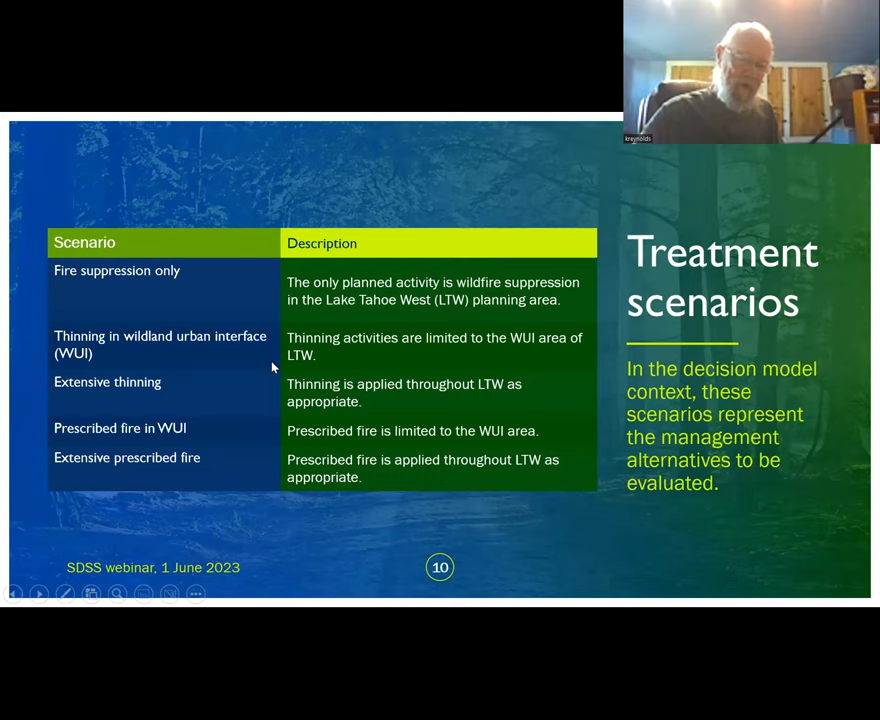 kreynolds
Treatment
scenarios
In the decision model
context, these
scenarios represent
the management
alternatives to be
evaluated.
Scenario
Description
Fire suppression only
The only planned activity is wildfire suppression
in the Lake Tahoe West (LTW) planning area.
Thinning in wildland urban interface
(WUI)
Thinning activities are limited to the WUI area of
LTW.
Extensive thinning
Thinning is applied throughout LTW as
appropriate.
Prescribed fire in WUI
Prescribed fire is limited to the WUI area.
Extensive prescribed fire
Prescribed fire is applied throughout LTW as
appropriate.
SDSS webinar, 1 June 2023
10